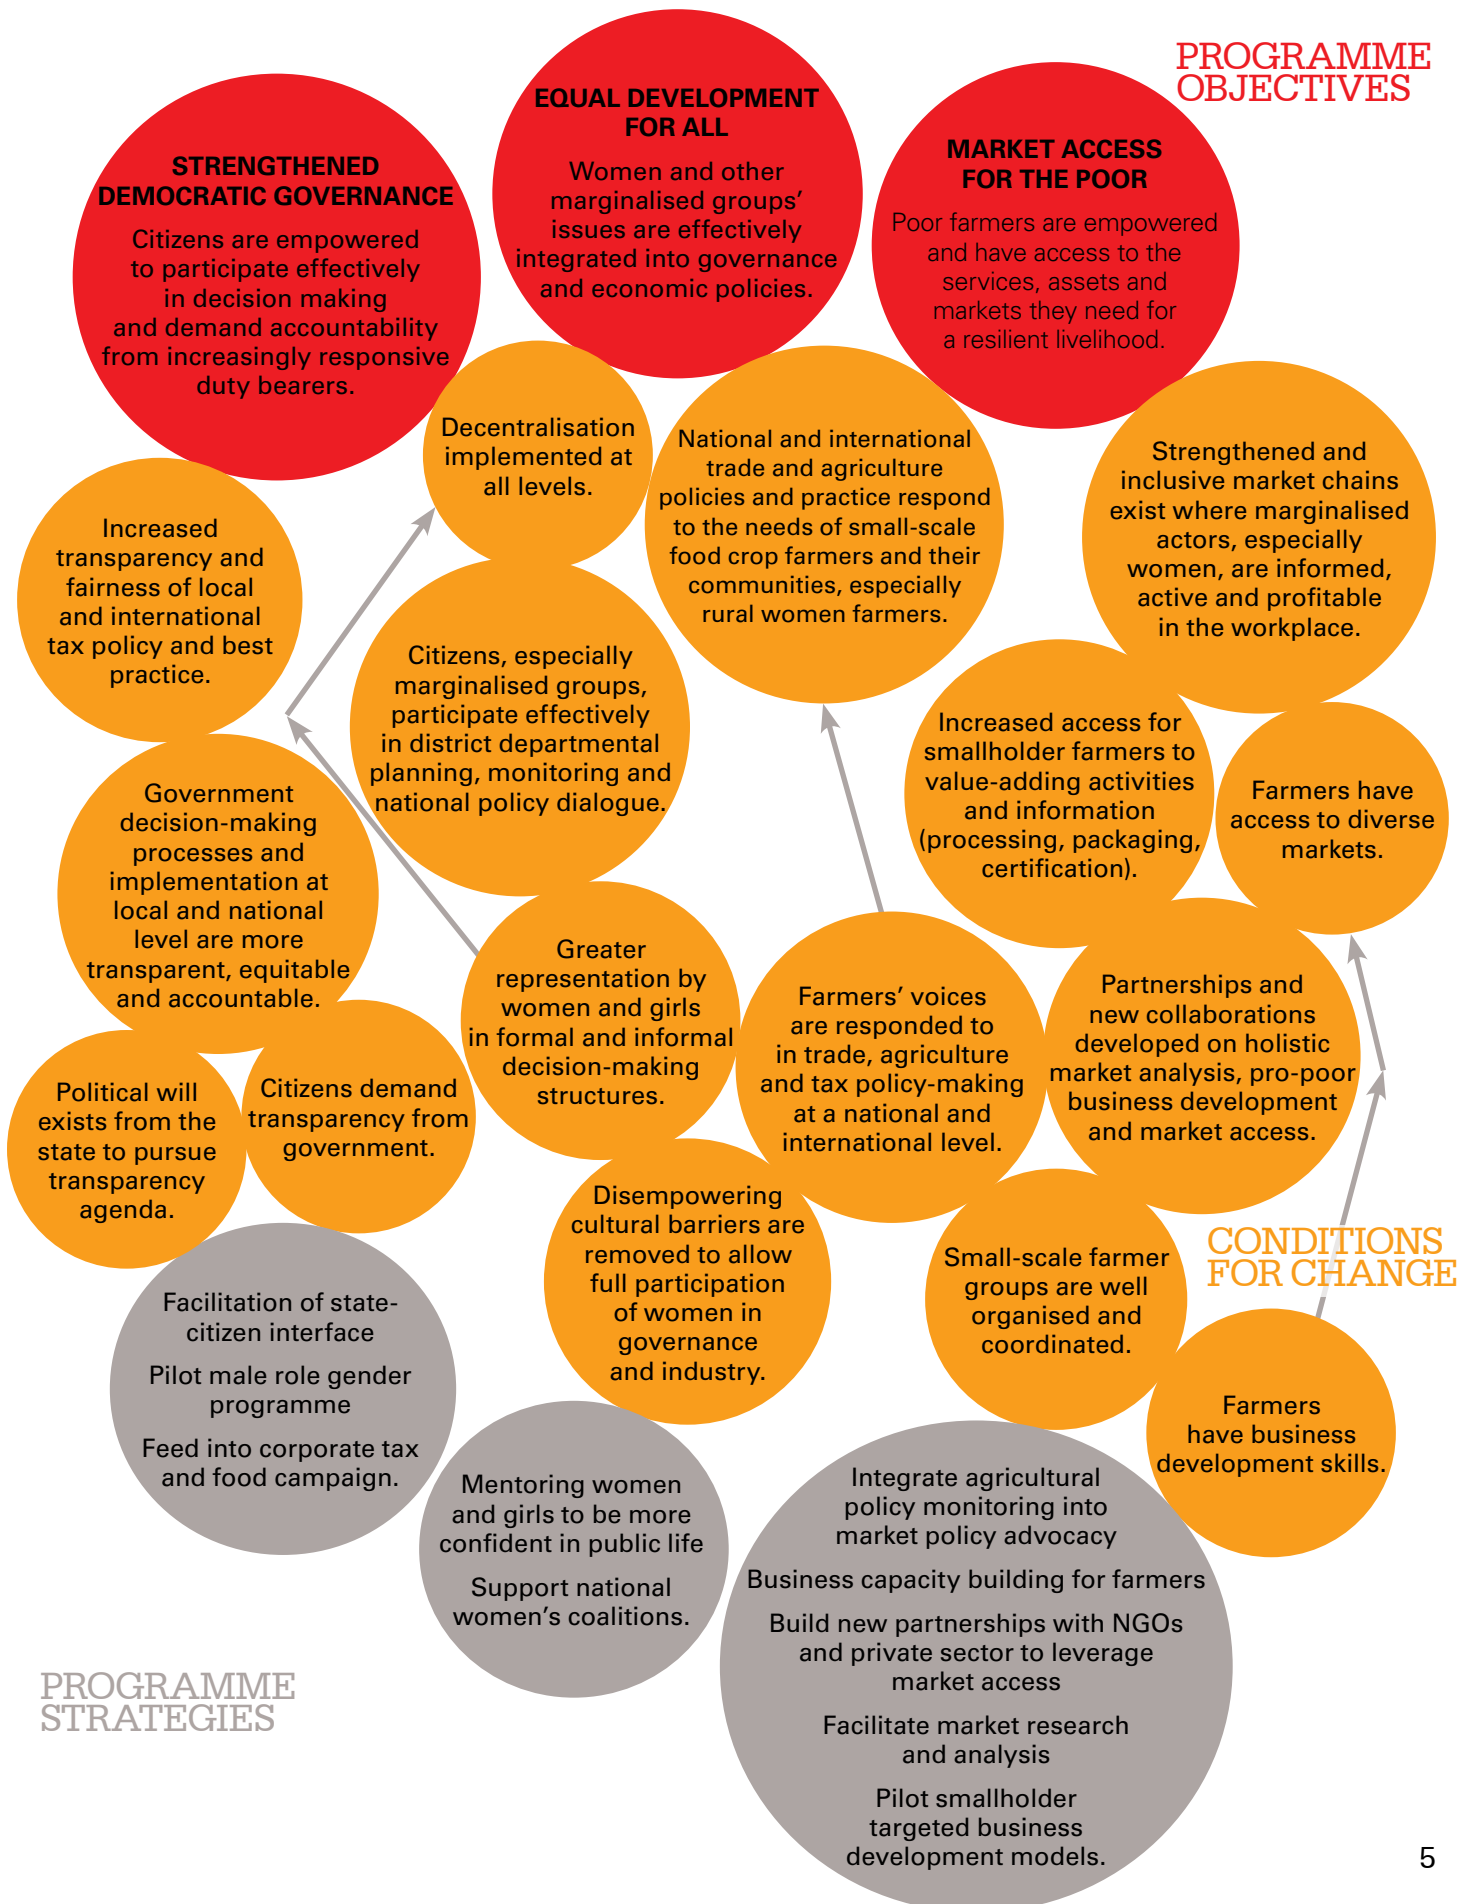 PROGRAMME
OBJECTIVES
STRENGTHENED
DEMOCRATIC GOVERNANCE
Citizens are empowered
to participate effectively
in decision making
and demand accountability
from increasingly responsive
duty bearers.
EQUAL DEVELOPMENT
FOR ALL
Women and other
marginalised groups’
issues are effectively
integrated into governance
and economic policies.
MARKET ACCESS
FOR THE POOR
Poor farmers are empowered
and have access to the
services, assets and
markets they need for
a resilient livelihood.
Increased
transparency and
fairness of local
and international
tax policy and best
practice.
Decentralisation
implemented at
all levels.
National and international
trade and agriculture
policies and practice respond
to the needs of small-scale
food crop farmers and their
communities, especially
rural women farmers.
Strengthened and
inclusive market chains
exist where marginalised
actors, especially
women, are informed,
active and profitable
in the workplace.
Citizens, especially
marginalised groups,
participate effectively
in district departmental
planning, monitoring and
national policy dialogue.
Increased access for
smallholder farmers to
value-adding activities
and information
(processing, packaging,
certification).
Farmers have
access to diverse
markets.
Government
decision-making
processes and
implementation at
local and national
level are more
transparent, equitable
and accountable.
Greater
representation by
women and girls
in formal and informal
decision-making
structures.
Farmers’ voices
are responded to
in trade, agriculture
and tax policy-making
at a national and
international level.
Partnerships and
new collaborations
developed on holistic
market analysis, pro-poor
business development
and market access.
Political will
exists from the
state to pursue
transparency
agenda.
Citizens demand
transparency from
government.
Disempowering
cultural barriers are
removed to allow
full participation
of women in
governance
and industry.
Small-scale farmer
groups are well
organised and
coordinated.
CONDITIONS
FOR CHANGE
Farmers
have business
development skills.
Facilitation of state-
citizen interface
Pilot male role gender
programme
Feed into corporate tax
and food campaign.
Mentoring women
and girls to be more
confident in public life
Support national
women’s coalitions.
Integrate agricultural
policy monitoring into
market policy advocacy
Business capacity building for farmers
Build new partnerships with NGOs
and private sector to leverage
market access
Facilitate market research
and analysis
Pilot smallholder
targeted business
development models.
PROGRAMME
STRATEGIES
5